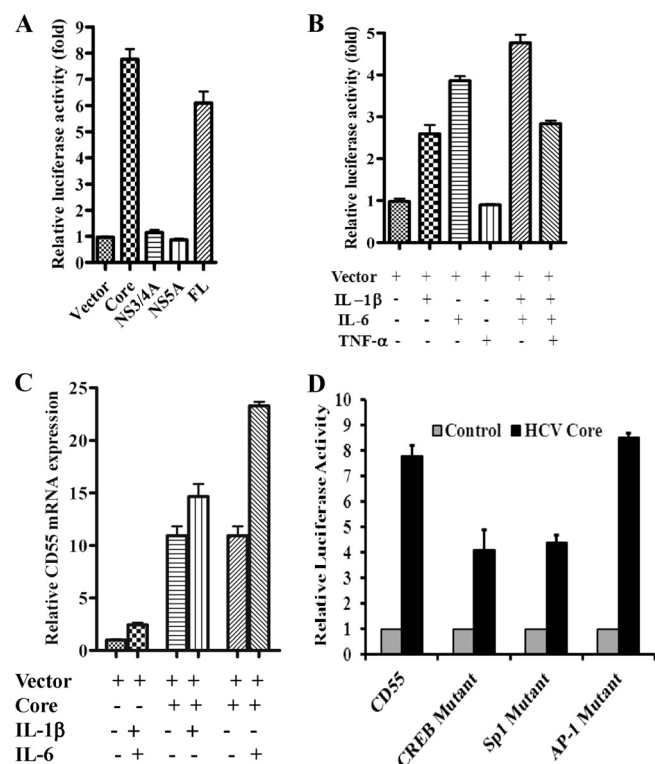 A
Relative luciferase activity (fold)
9
8
7
6
5
4
3
2
1
0
Vector
Core
NS3/4A
NS5A
FL
B
Relative luciferase activity (fold)
5
4
3
2
1
0
Vector + + + + + +
IL-1β - + - - + +
IL-6 - - + - + +
TNF-α - - - + - +
C
Relative CD55 mRNA expression
25
20
15
10
5
0
Vector + + + + + +
Core - - + + + +
IL-1β - + - + - -
IL-6 - + - - - +
D
Relative Luciferase Activity
10
9
8
7
6
5
4
3
2
1
0
Control HCV Core
CD55
CREB Mutant
Sp1 Mutant
AP-1 Mutant